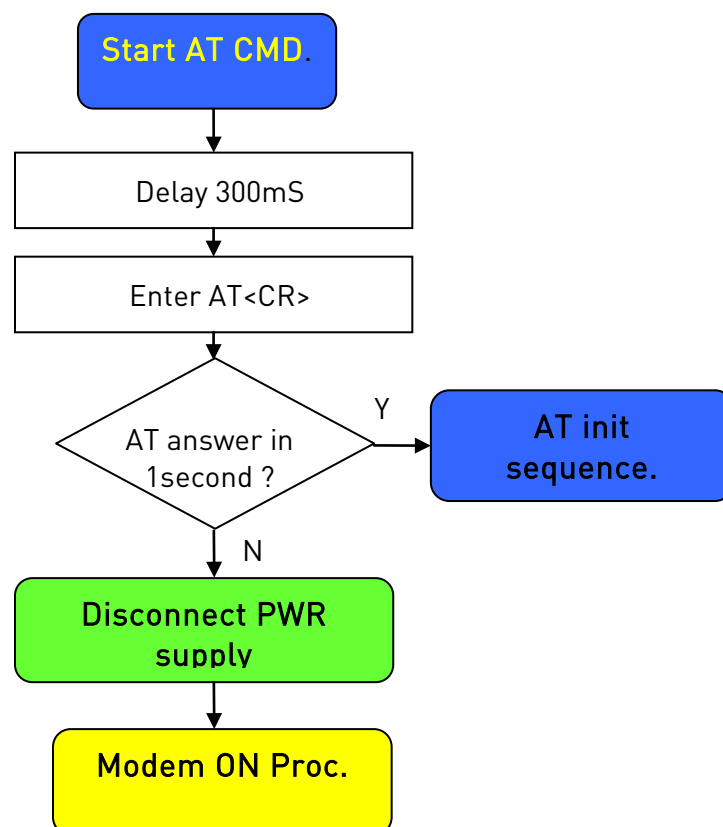 Start AT CMD.
Delay 300mS
Enter AT<CR>
AT answer in
1second ?
Y
AT init
sequence.
N
Disconnect PWR
supply
Modem ON Proc.